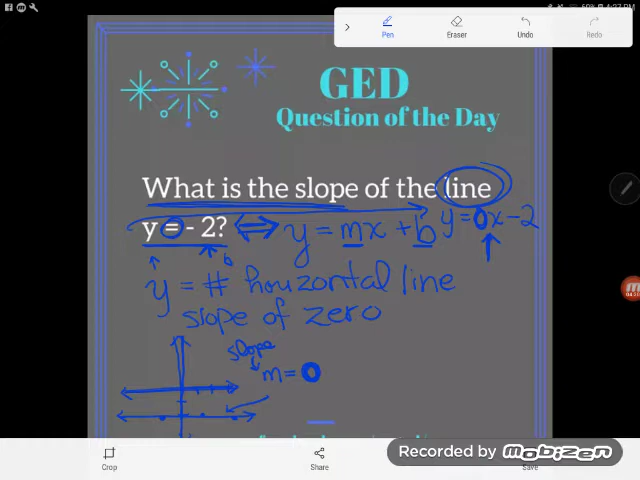 Pen
Eraser
Undo
Redo
GED
Question of the Day
What is the slope of the line
y = - 2? ⟺ y = mx + b y = 0x - 2
b
y = # horizontal line
slope of zero
slope
m = 0
Crop
Share
Save
Recorded by Mobizen